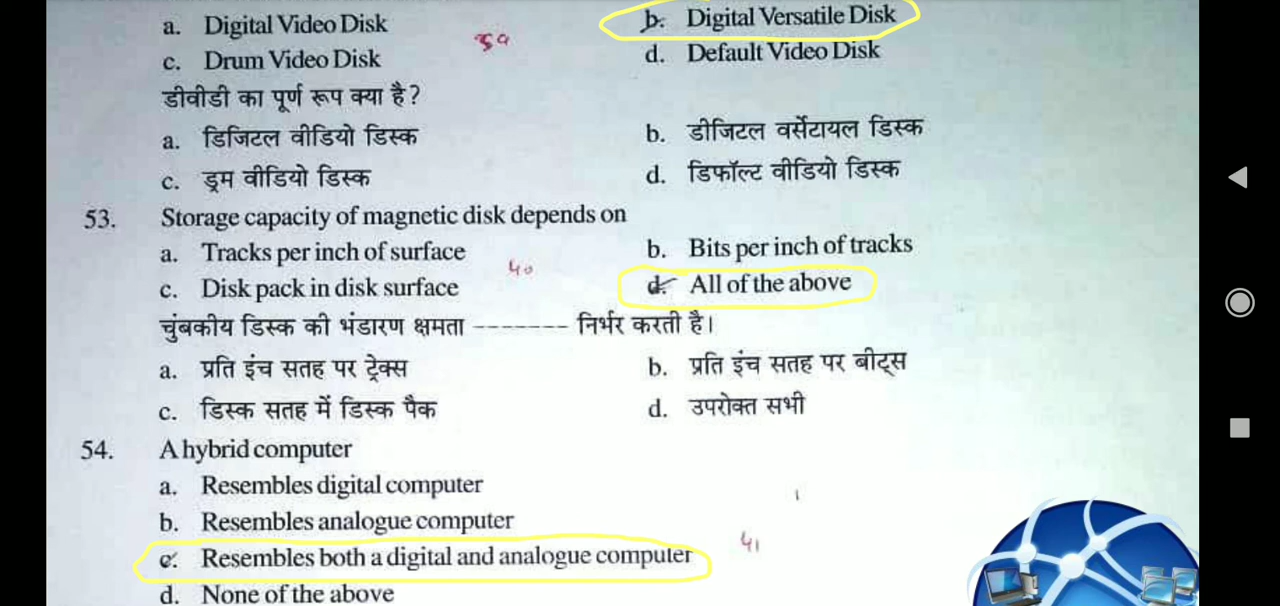 a. Digital Video Disk b. Digital Versatile Disk
c. Drum Video Disk d. Default Video Disk
डीवीडी का पूर्ण रूप क्या है?
a. डिजिटल वीडियो डिस्क b. डीजिटल वर्सेटायल डिस्क
c. ड्रम वीडियो डिस्क d. डिफॉल्ट वीडियो डिस्क
53. Storage capacity of magnetic disk depends on
a. Tracks per inch of surface b. Bits per inch of tracks
c. Disk pack in disk surface d. All of the above
चुंबकीय डिस्क की भंडारण क्षमता ------- निर्भर करती है।
a. प्रति इंच सतह पर ट्रेक्स b. प्रति इंच सतह पर बीट्स
c. डिस्क सतह में डिस्क पैक d. उपरोक्त सभी
54. A hybrid computer
a. Resembles digital computer
b. Resembles analogue computer
c. Resembles both a digital and analogue computer
d. None of the above